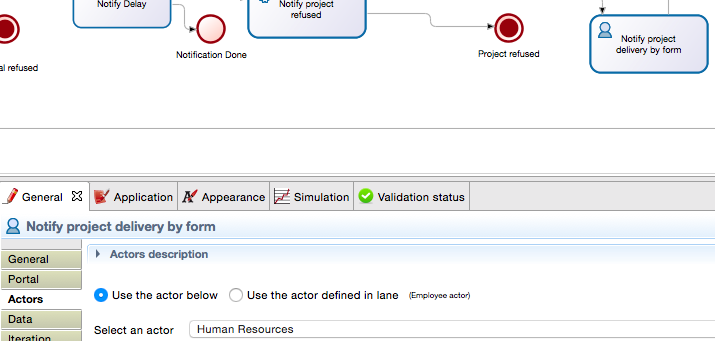 Notify Delay
Notify project
refused
Notify project
delivery by form
Notification Done
Project refused
al refused
General
Application
Appearance
Simulation
Validation status
Notify project delivery by form
General
Portal
Actors
Data
Iteration
Actors description
Use the actor below
Use the actor defined in lane
(Employee actor)
Select an actor
Human Resources